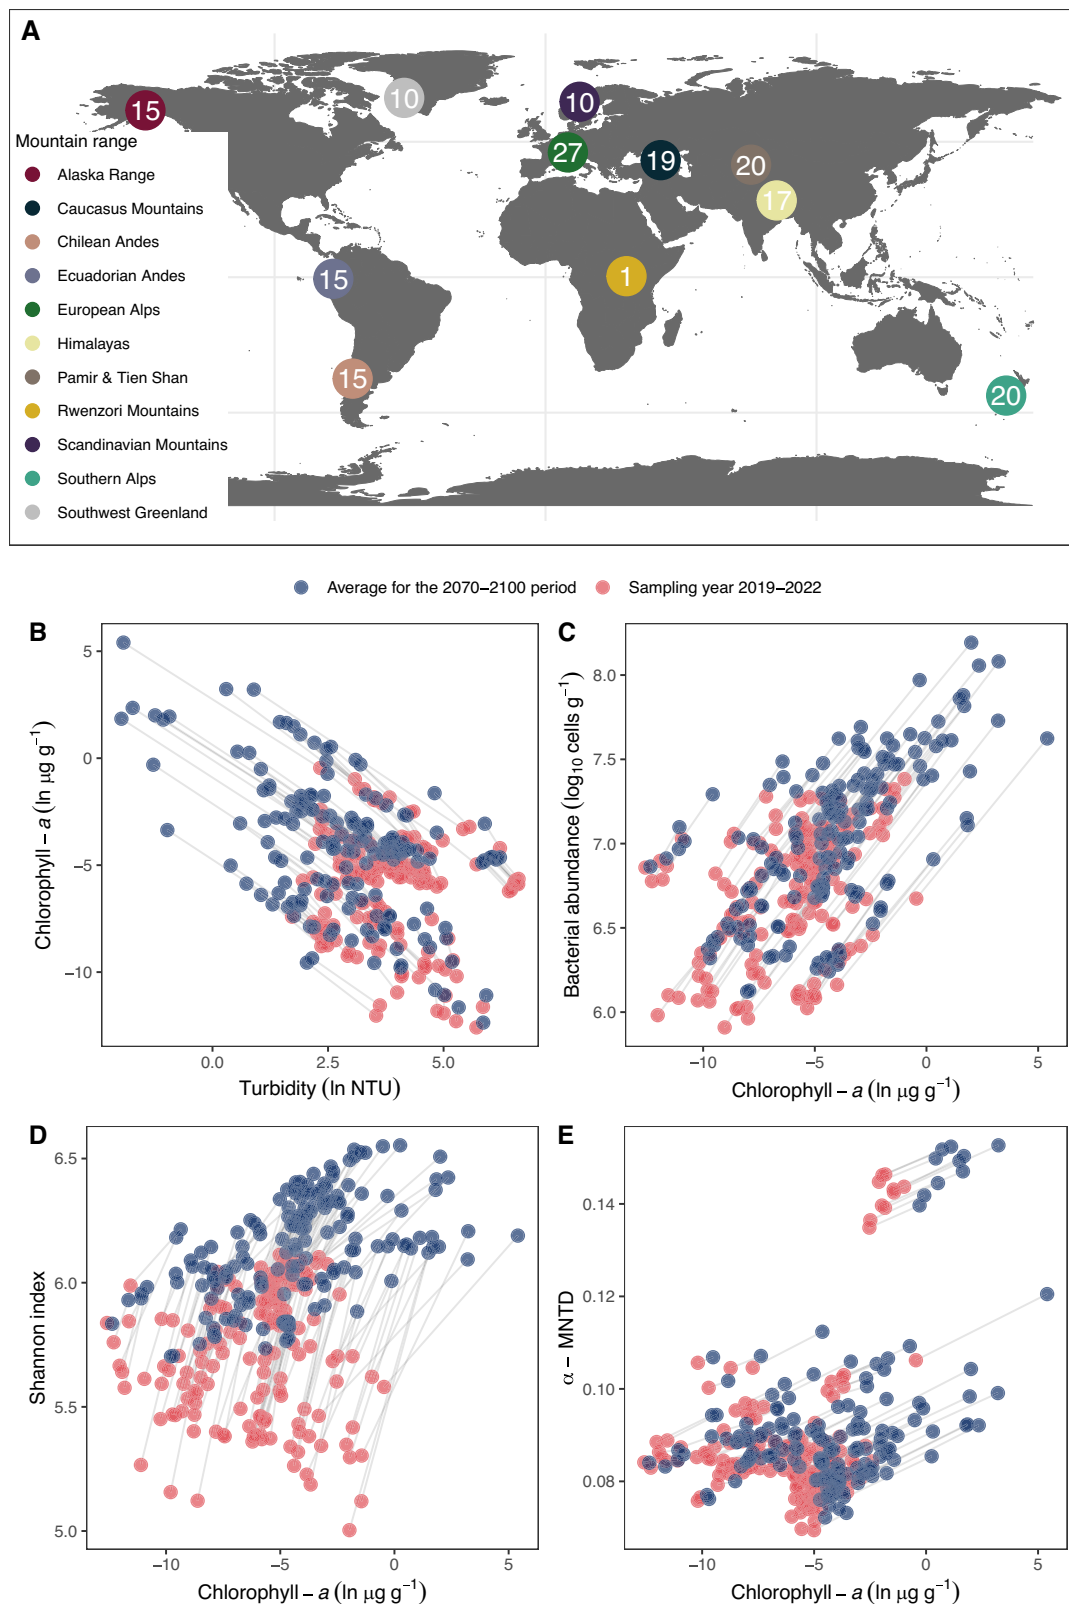 A
15
10
10
27
19
20
17
15
1
15
20
Mountain range
Alaska Range
Caucasus Mountains
Chilean Andes
Ecuadorian Andes
European Alps
Himalayas
Pamir & Tien Shan
Rwenzori Mountains
Scandinavian Mountains
Southern Alps
Southwest Greenland
Average for the 2070–2100 period
Sampling year 2019–2022
B
Chlorophyll – a (ln μg g⁻¹)
5
0
−5
−10
0.0
2.5
5.0
Turbidity (ln NTU)
C
Bacterial abundance (log₁₀ cells g⁻¹)
8.0
7.5
7.0
6.5
6.0
−10
−5
0
5
Chlorophyll – a (ln μg g⁻¹)
D
Shannon index
6.5
6.0
5.5
5.0
−10
−5
0
5
Chlorophyll – a (ln μg g⁻¹)
E
α – MNTD
0.14
0.12
0.10
0.08
−10
−5
0
5
Chlorophyll – a (ln μg g⁻¹)